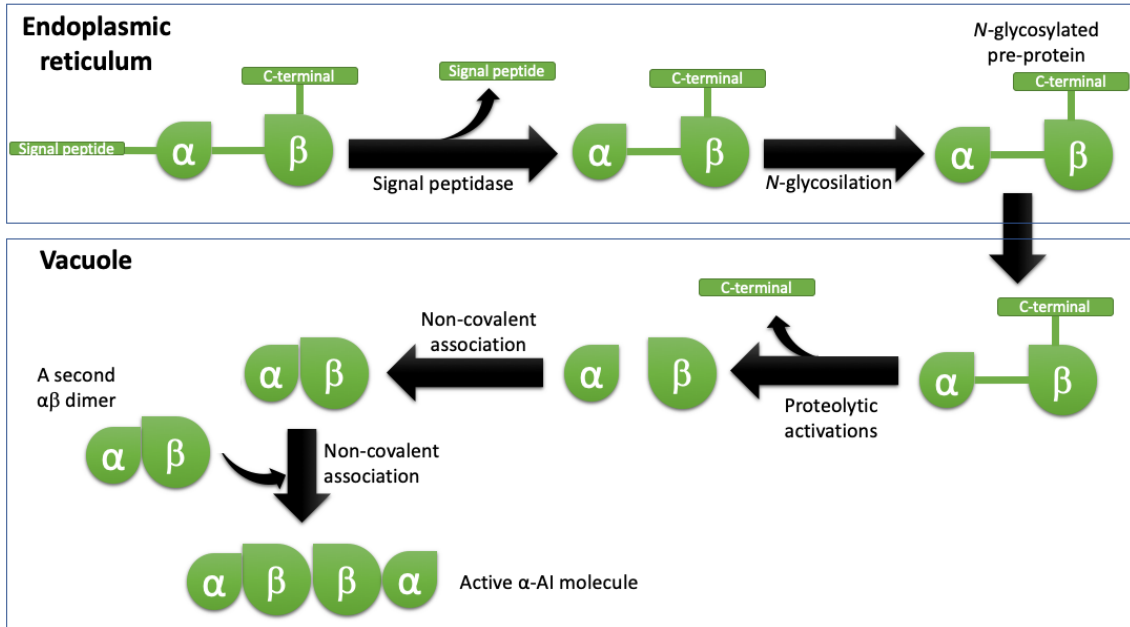 Endoplasmic
reticulum
Signal peptide
α
β
C-terminal
Signal peptide
Signal peptidase
α
β
C-terminal
N-glycosilation
N-glycosylated
pre-protein
C-terminal
α
β
Vacuole
C-terminal
α
β
C-terminal
Proteolytic
activations
α
β
Non-covalent
association
α
β
A second
αβ dimer
α
β
Non-covalent
association
α
β
β
α
Active α-AI molecule